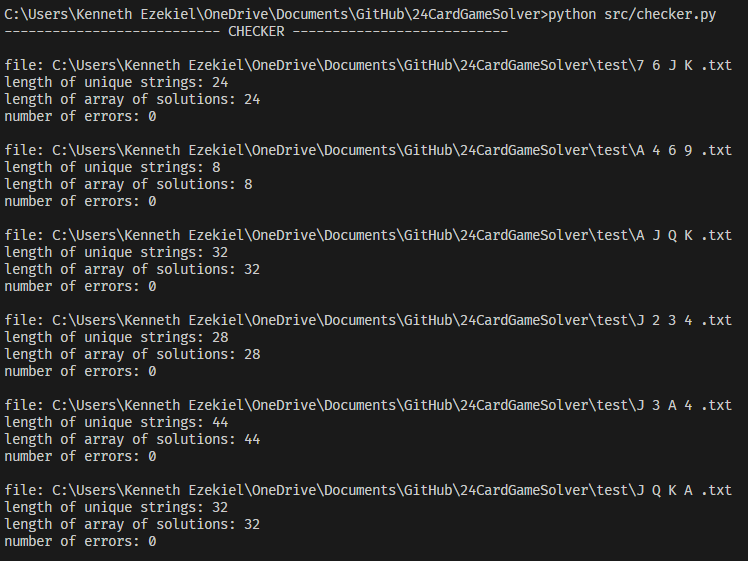 C:\Users\Kenneth Ezekiel\OneDrive\Documents\GitHub\24CardGameSolver>python src/checker.py
--------------------------- CHECKER ---------------------------
file: C:\Users\Kenneth Ezekiel\OneDrive\Documents\GitHub\24CardGameSolver\test\7 6 J K .txt
length of unique strings: 24
length of array of solutions: 24
number of errors: 0
file: C:\Users\Kenneth Ezekiel\OneDrive\Documents\GitHub\24CardGameSolver\test\A 4 6 9 .txt
length of unique strings: 8
length of array of solutions: 8
number of errors: 0
file: C:\Users\Kenneth Ezekiel\OneDrive\Documents\GitHub\24CardGameSolver\test\A J Q K .txt
length of unique strings: 32
length of array of solutions: 32
number of errors: 0
file: C:\Users\Kenneth Ezekiel\OneDrive\Documents\GitHub\24CardGameSolver\test\J 2 3 4 .txt
length of unique strings: 28
length of array of solutions: 28
number of errors: 0
file: C:\Users\Kenneth Ezekiel\OneDrive\Documents\GitHub\24CardGameSolver\test\J 3 A 4 .txt
length of unique strings: 44
length of array of solutions: 44
number of errors: 0
file: C:\Users\Kenneth Ezekiel\OneDrive\Documents\GitHub\24CardGameSolver\test\J Q K A .txt
length of unique strings: 32
length of array of solutions: 32
number of errors: 0